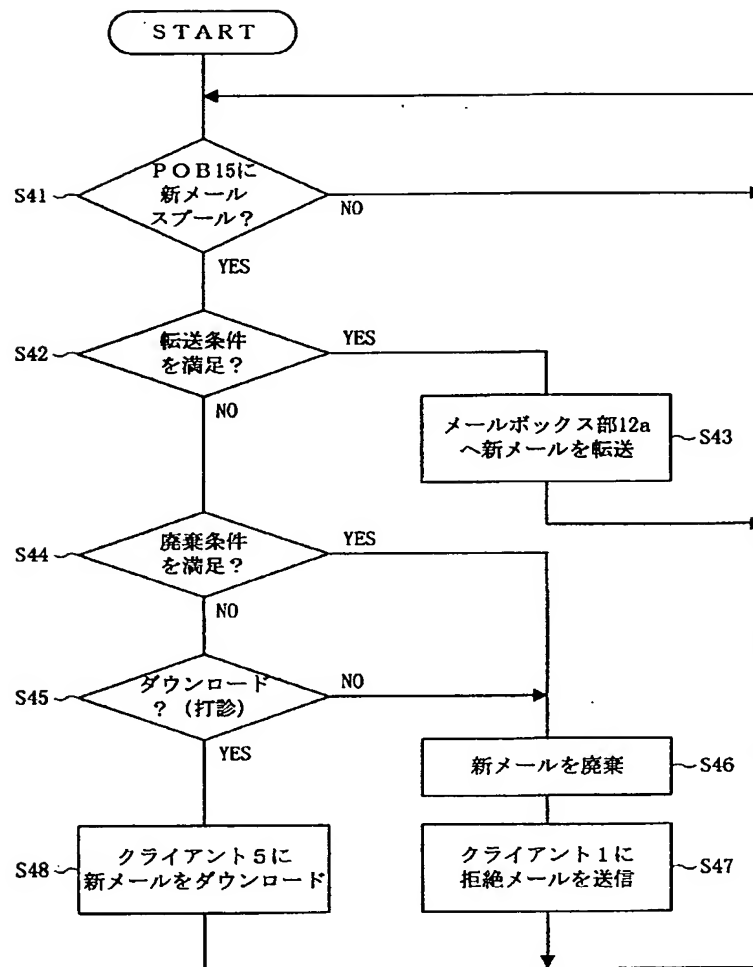 START
POB15に
新メール
スプール?
S41
NO
YES
転送条件
を満足?
S42
YES
NO
メールボックス部12a
へ新メールを転送
S43
廃棄条件
を満足?
S44
YES
NO
ダウンロード
? (打診)
S45
NO
YES
新メールを廃棄
S46
クライアント5に
新メールをダウンロード
S48
クライアント1に
拒絶メールを送信
S47